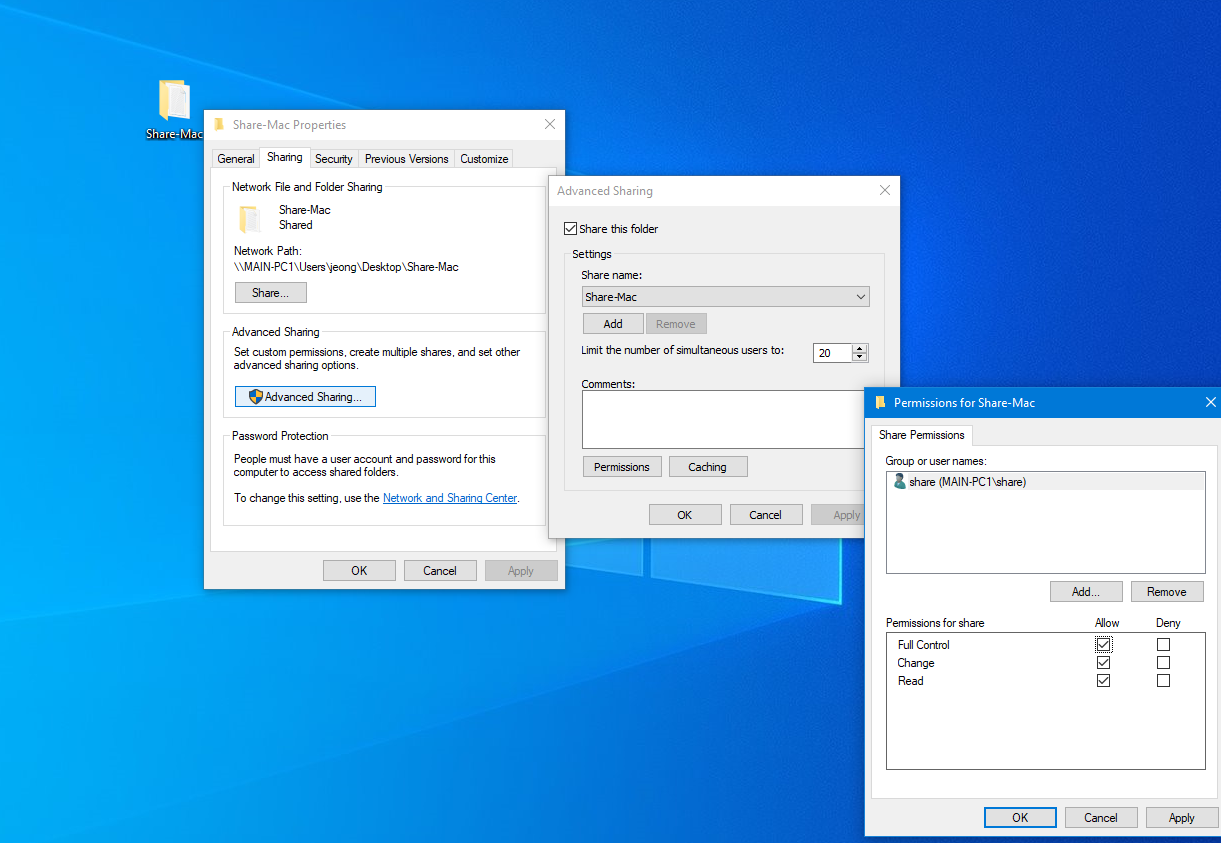 Share-Mac
Share-Mac Properties
General
Sharing
Security
Previous Versions
Customize
Network File and Folder Sharing
Share-Mac
Shared
Network Path:
\\MAIN-PC1\Users\jeong\Desktop\Share-Mac
Share...
Advanced Sharing
Set custom permissions, create multiple shares, and set other
advanced sharing options.
Advanced Sharing...
Password Protection
People must have a user account and password for this
computer to access shared folders.
To change this setting, use the Network and Sharing Center.
OK
Cancel
Apply
Advanced Sharing
Share this folder
Settings
Share name:
Share-Mac
Add
Remove
Limit the number of simultaneous users to:
20
Comments:
Permissions
Caching
OK
Cancel
Apply
Permissions for Share-Mac
Share Permissions
Group or user names:
share (MAIN-PC1\share)
Add...
Remove
Permissions for share
Allow
Deny
Full Control
Change
Read
OK
Cancel
Apply